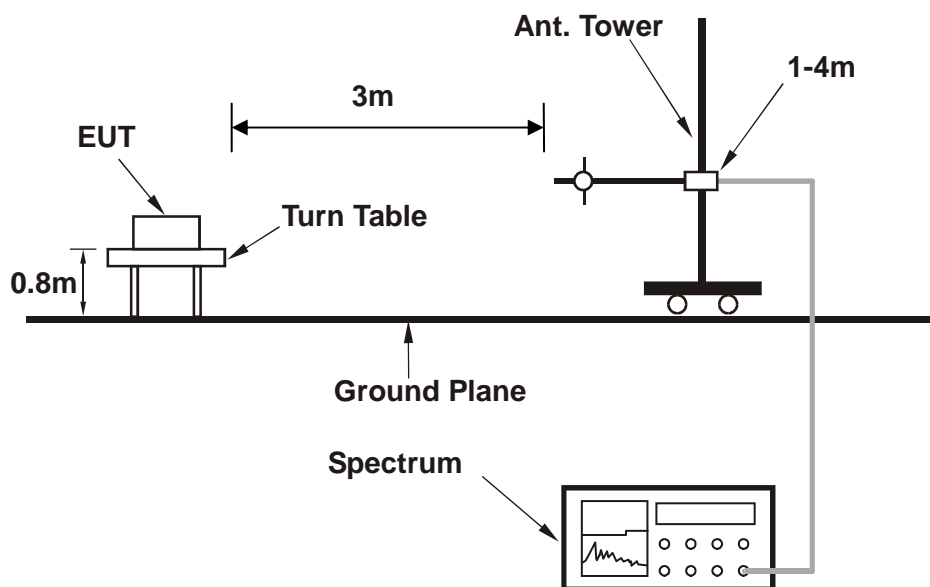 Ant. Tower
1-4m
3m
EUT
Turn Table
0.8m
Ground Plane
Spectrum